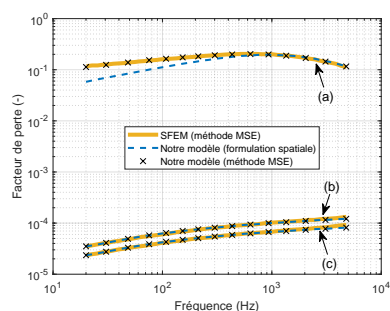 10^0
10^-1
10^-2
10^-3
10^-4
10^-5
Facteur de perte (-)
(a)
SFEM (méthode MSE)
Notre modèle (formulation spatiale)
Notre modèle (méthode MSE)
(b)
(c)
10^1
10^2
10^3
10^4
Fréquence (Hz)